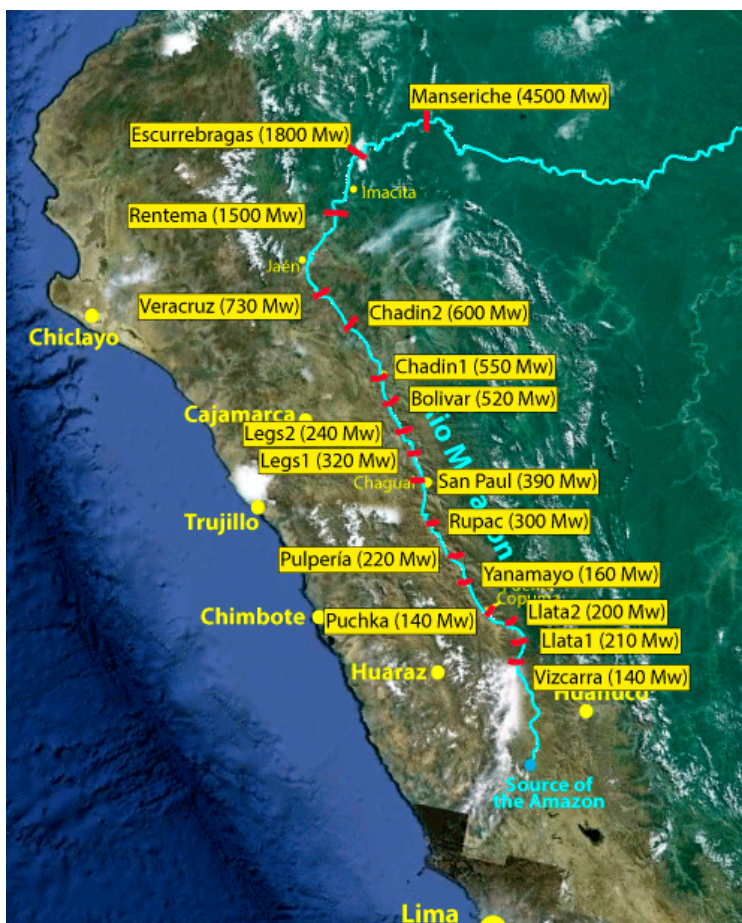 Manseriche (4500 Mw)
Escurrebragas (1800 Mw)
Imacita
Rentema (1500 Mw)
Jaén
Veracruz (730 Mw)
Chadin2 (600 Mw)
Chiclayo
Chadin1 (550 Mw)
Bolivar (520 Mw)
Cajamarca
Legs2 (240 Mw)
Legs1 (320 Mw)
Chagual
San Paul (390 Mw)
Trujillo
Rupac (300 Mw)
Pulpería (220 Mw)
Yanamayo (160 Mw)
Copuma
Llata2 (200 Mw)
Chimbote
Puchka (140 Mw)
Llata1 (210 Mw)
Huaraz
Vizcarra (140 Mw)
Source of
the Amazon
Lima